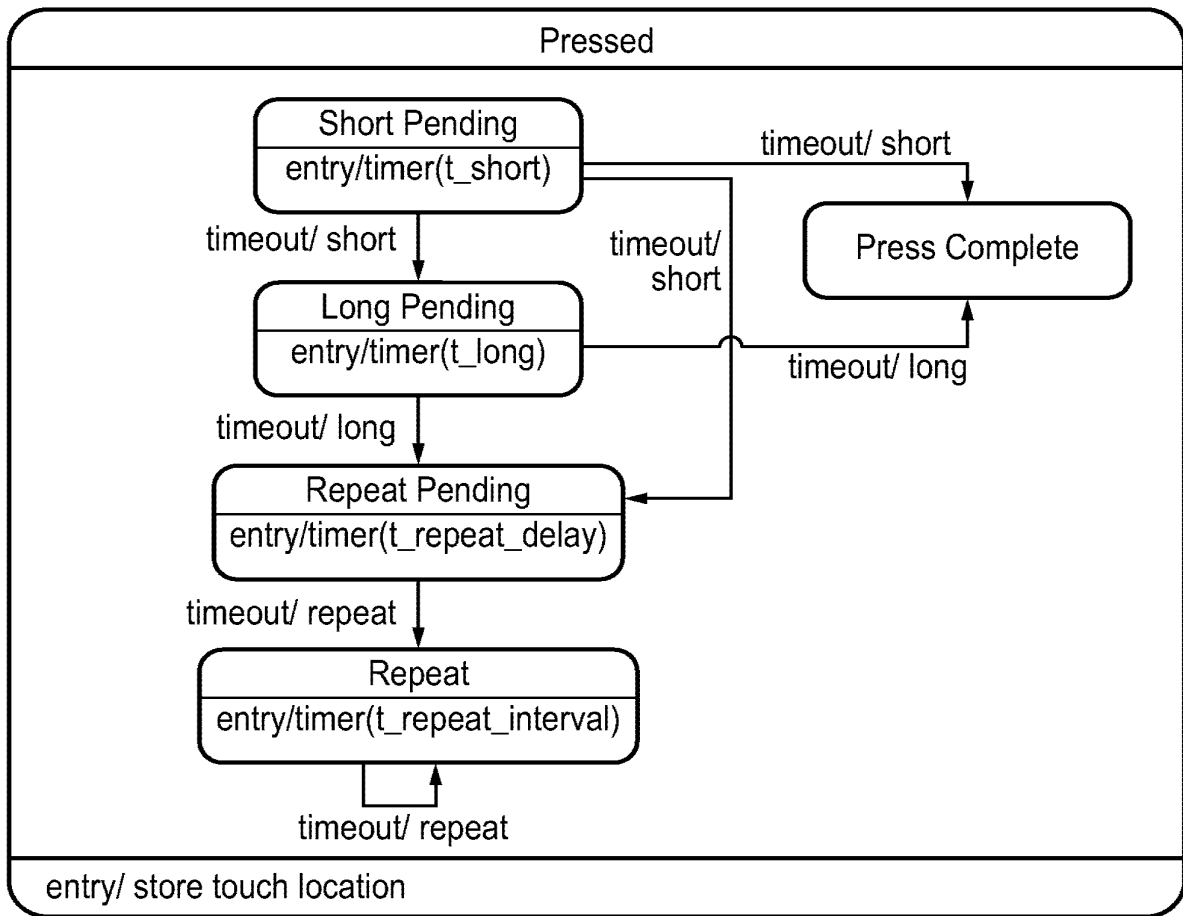 Pressed
Short Pending
entry/timer(t_short)
timeout/ short
timeout/ short
timeout/
short
Press Complete
Long Pending
entry/timer(t_long)
timeout/ long
timeout/ long
Repeat Pending
entry/timer(t_repeat_delay)
timeout/ repeat
Repeat
entry/timer(t_repeat_interval)
timeout/ repeat
entry/ store touch location